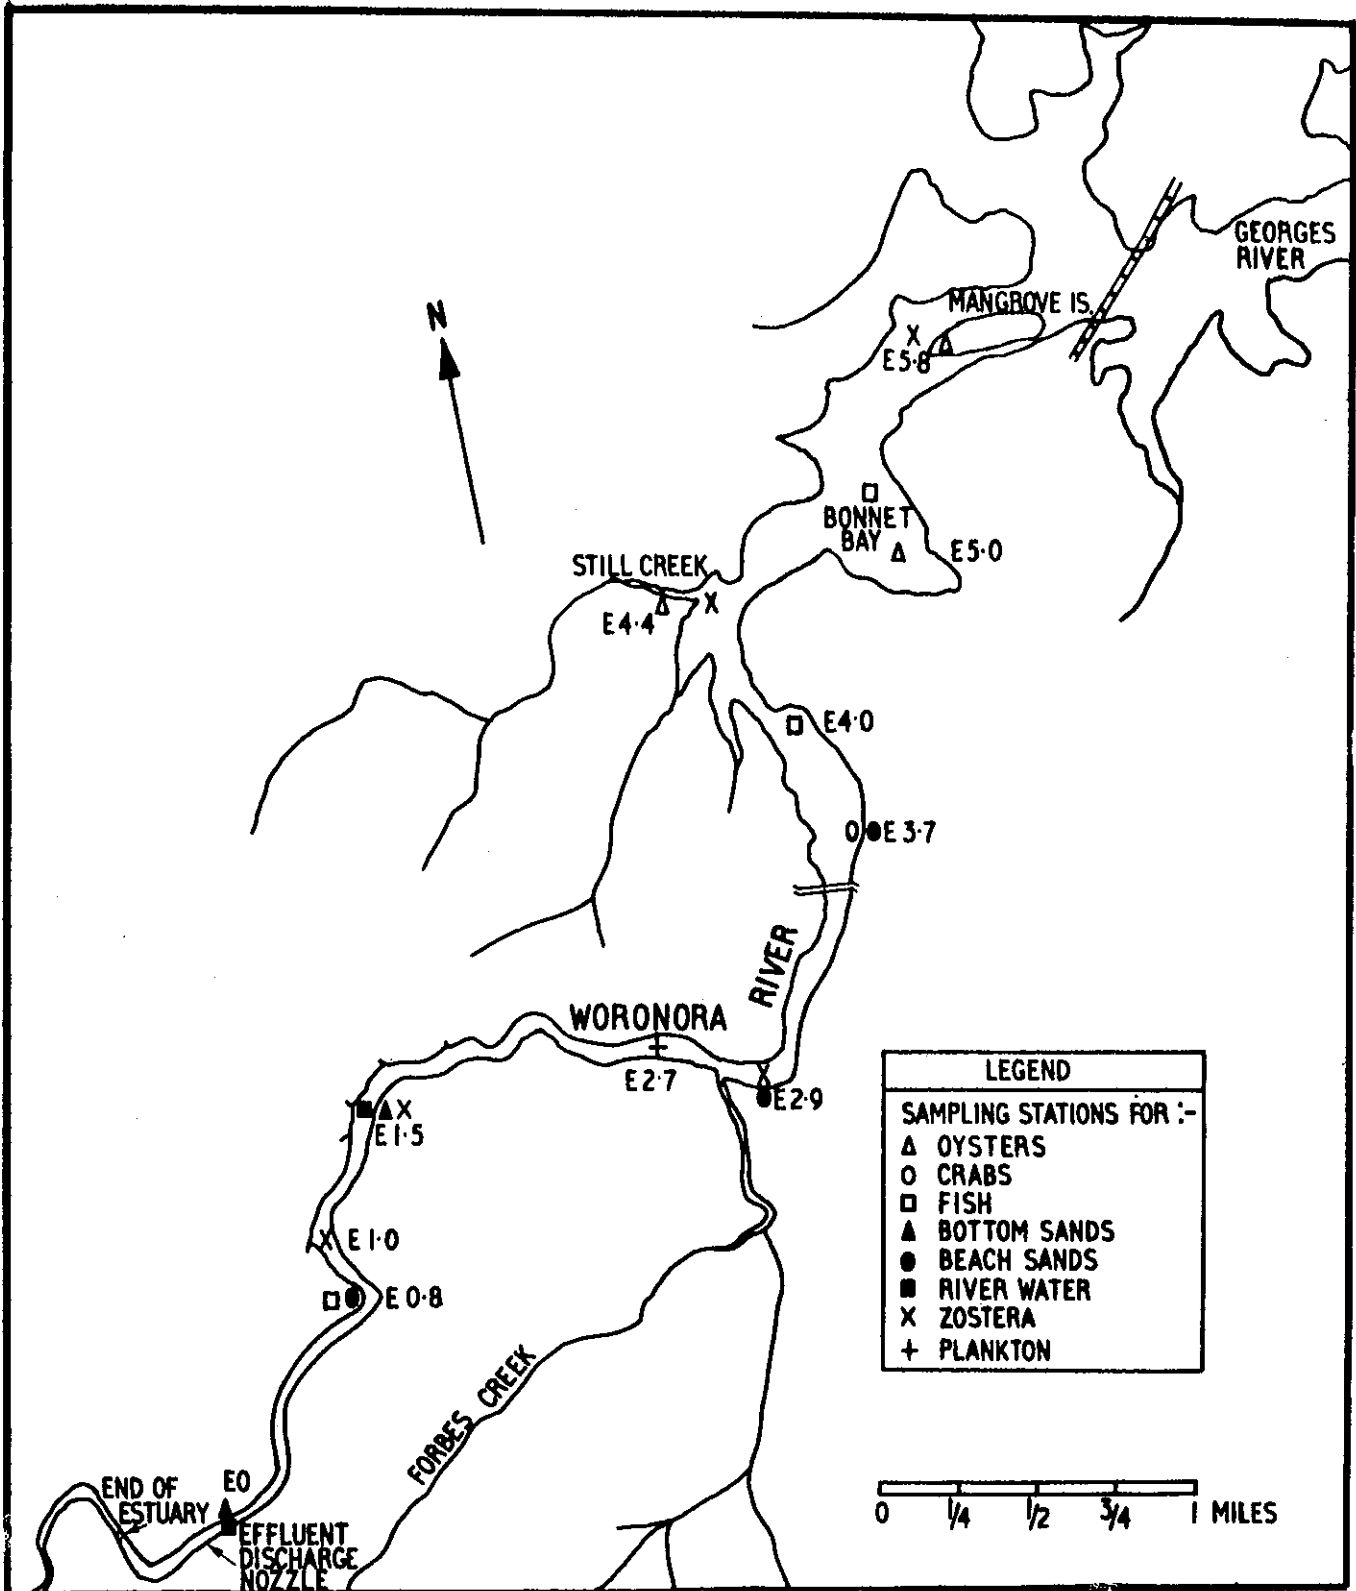 GEORGES
RIVER
N
MANGROVE IS.
X
E5·8
BONNET
BAY
E5·0
STILL CREEK
X
E4·4
E4·0
O E 3·7
RIVER
WORONORA
+
E2·7
X
E2·9
X
E1·5
X E1·0
E0·8
FORBES CREEK
END OF
ESTUARY
E0
EFFLUENT
DISCHARGE
NOZZLE
LEGEND
SAMPLING STATIONS FOR :-
△ OYSTERS
O CRABS
□ FISH
▲ BOTTOM SANDS
● BEACH SANDS
■ RIVER WATER
X ZOSTERA
+ PLANKTON
0 1/4 1/2 3/4 1 MILES